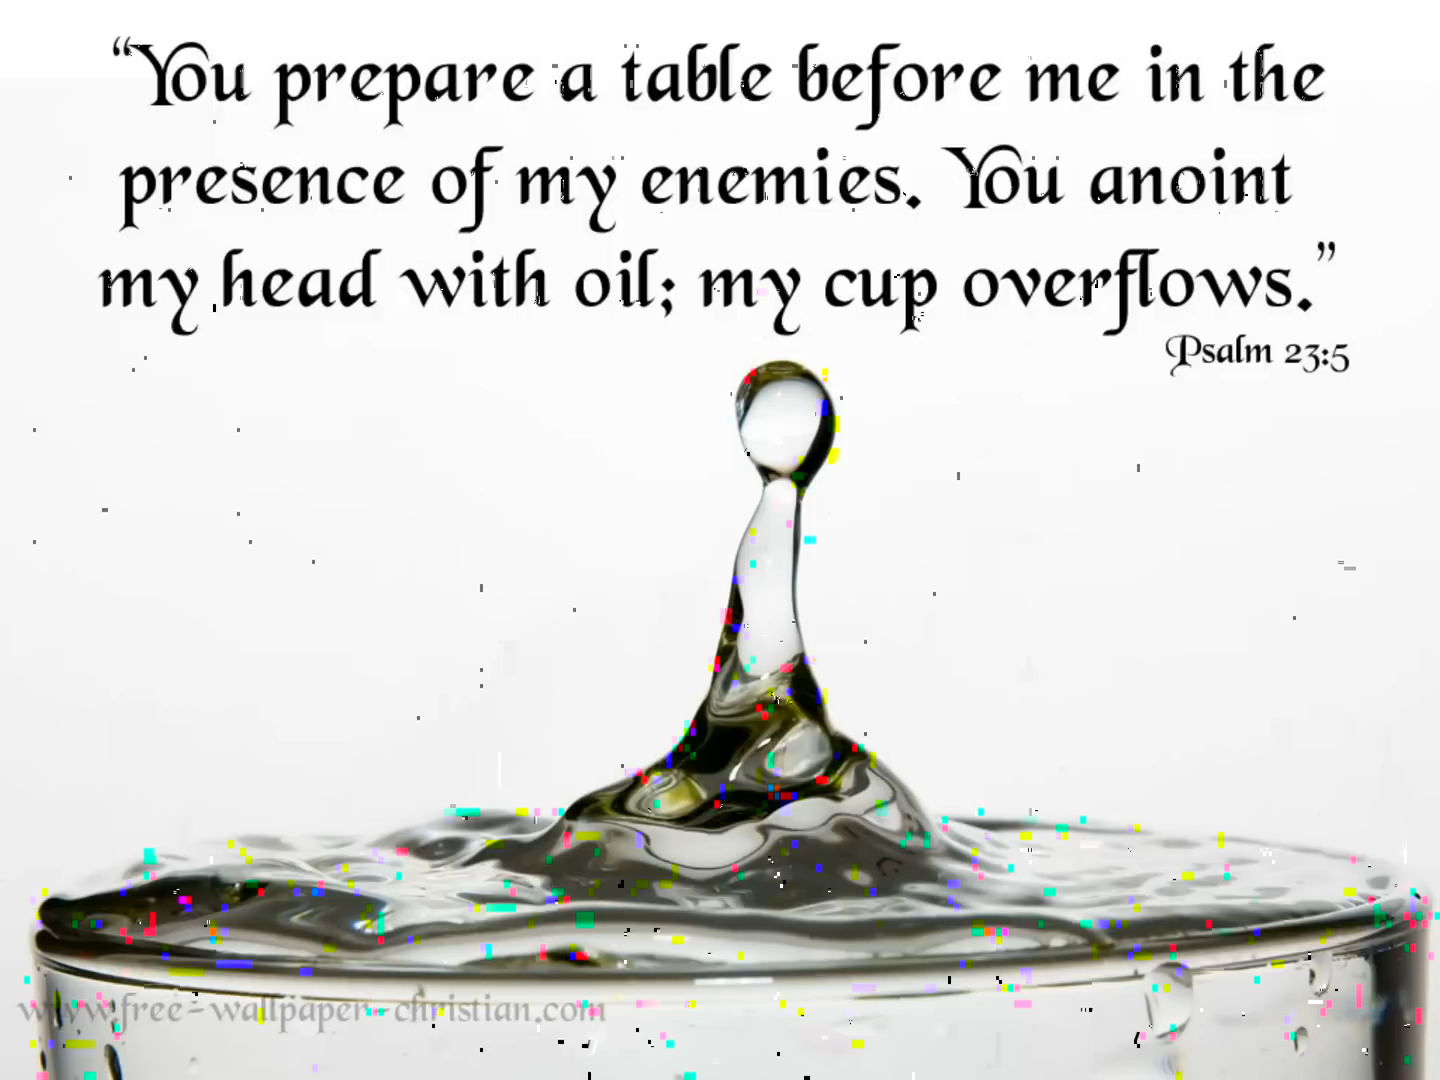 “You prepare a table before me in the
presence of my enemies. You anoint
my head with oil; my cup overflows.”
Psalm 23:5
www.free-wallpaper-christian.com